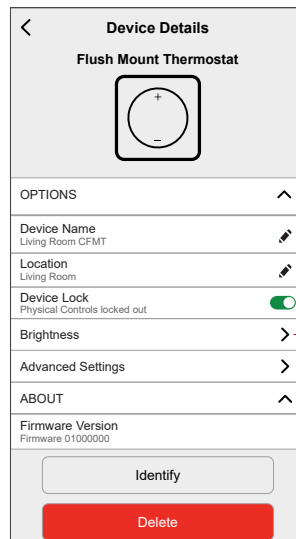 Device Details
Flush Mount Thermostat
OPTIONS
Device Name
Living Room CFMT
Location
Living Room
Device Lock
Physical Controls locked out
Brightness
Advanced Settings
ABOUT
Firmware Version
Firmware 01000000
Identify
Delete